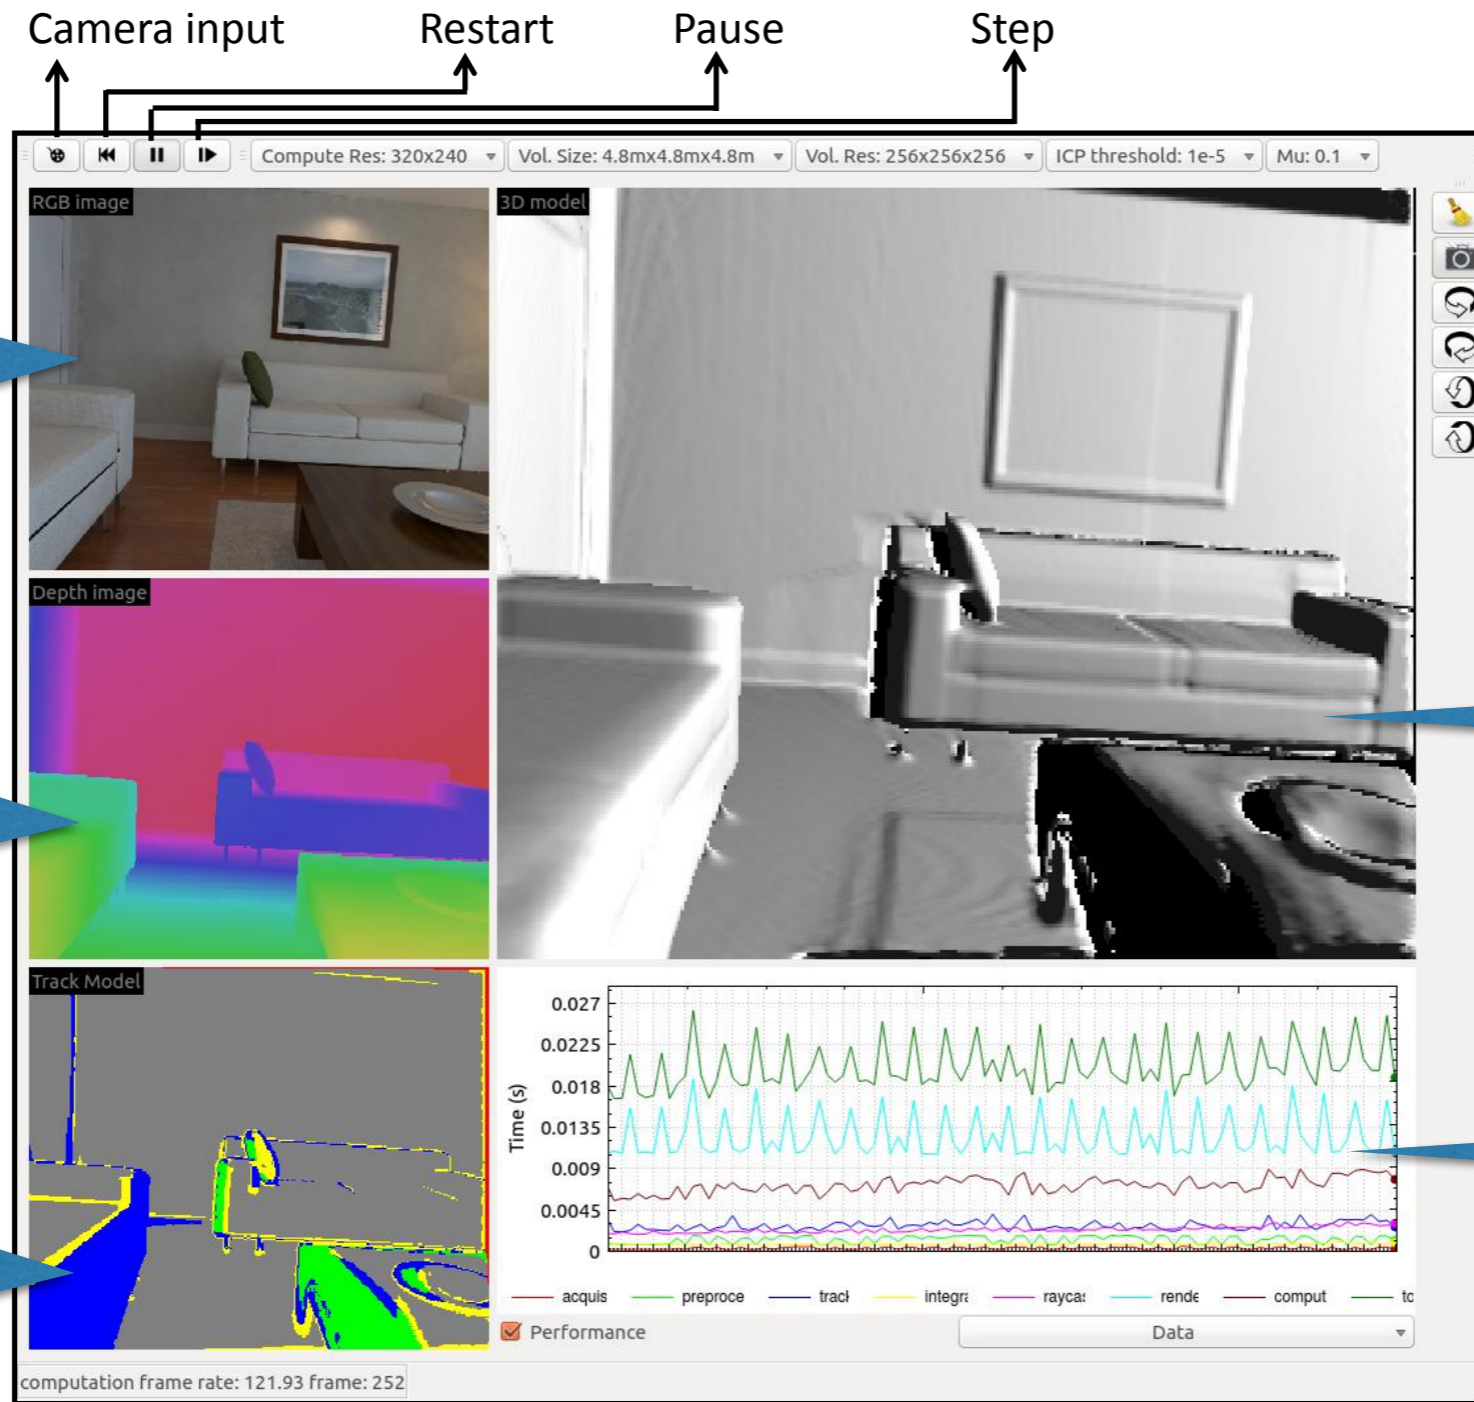 Camera input Restart Pause Step
Compute Res: 320x240 Vol. Size: 4.8mx4.8mx4.8m Vol. Res: 256x256x256 ICP threshold: 1e-5 Mu: 0.1
RGB image
3D model
Depth image
Track Model
0.027
0.0225
0.018
0.0135
0.009
0.0045
0
Time (s)
acquis preproce track integra raycas rende comput to
Performance Data
computation frame rate: 121.93 frame: 252